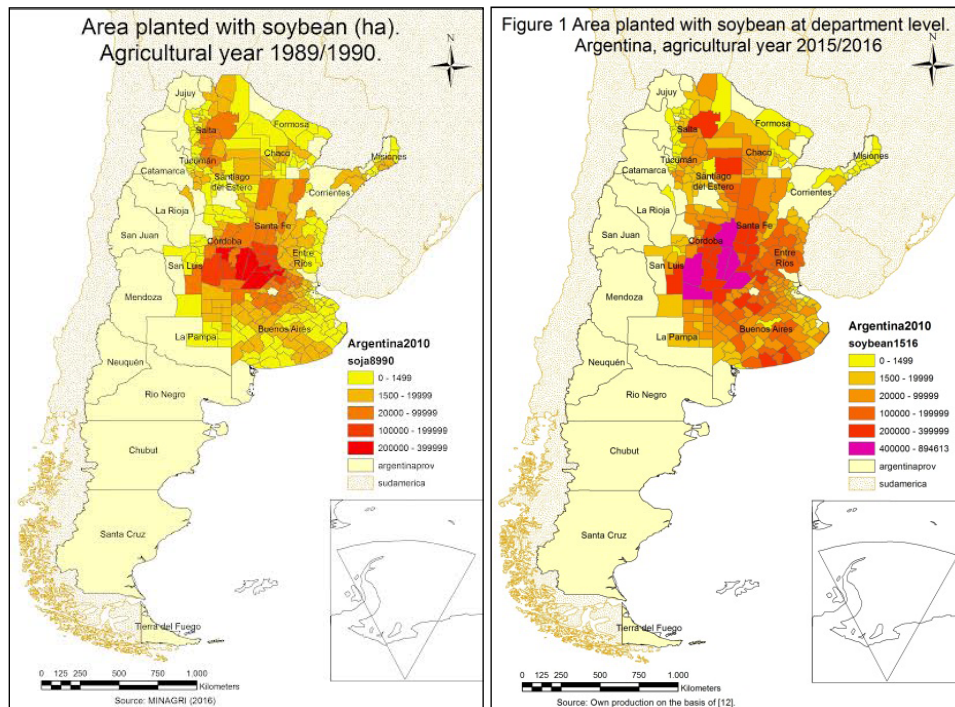 Area planted with soybean (ha).
Agricultural year 1989/1990.
N
Jujuy
Salta
Formosa
Chaco
Misiones
Tucumán
Catamarca
Santiago
del Estero
Corrientes
La Rioja
Santa Fe
San Juan
Córdoba
Entre
Ríos
San Luis
Mendoza
Buenos Aires
La Pampa
Neuquén
Rio Negro
Chubut
Santa Cruz
Tierra del Fuego
Argentina2010
soja8990
0 - 1499
1500 - 19999
20000 - 99999
100000 - 199999
200000 - 399999
argentinaprov
sudamerica
0 125 250 500 750 1.000
Kilometers
Source: MINAGRI (2016)
Figure 1 Area planted with soybean at department level.
Argentina, agricultural year 2015/2016
N
Jujuy
Salta
Formosa
Chaco
Misiones
Tucumán
Catamarca
Santiago
del Estero
Corrientes
La Rioja
Santa Fe
San Juan
Córdoba
Entre
Ríos
San Luis
Mendoza
Buenos Aires
La Pampa
Neuquén
Rio Negro
Chubut
Santa Cruz
Tierra del Fuego
Argentina2010
soybean1516
0 - 1499
1500 - 19999
20000 - 99999
100000 - 199999
200000 - 399999
400000 - 894613
argentinaprov
sudamerica
0 125 250 500 750 1.000
Kilometers
Source: Own production on the basis of [12].